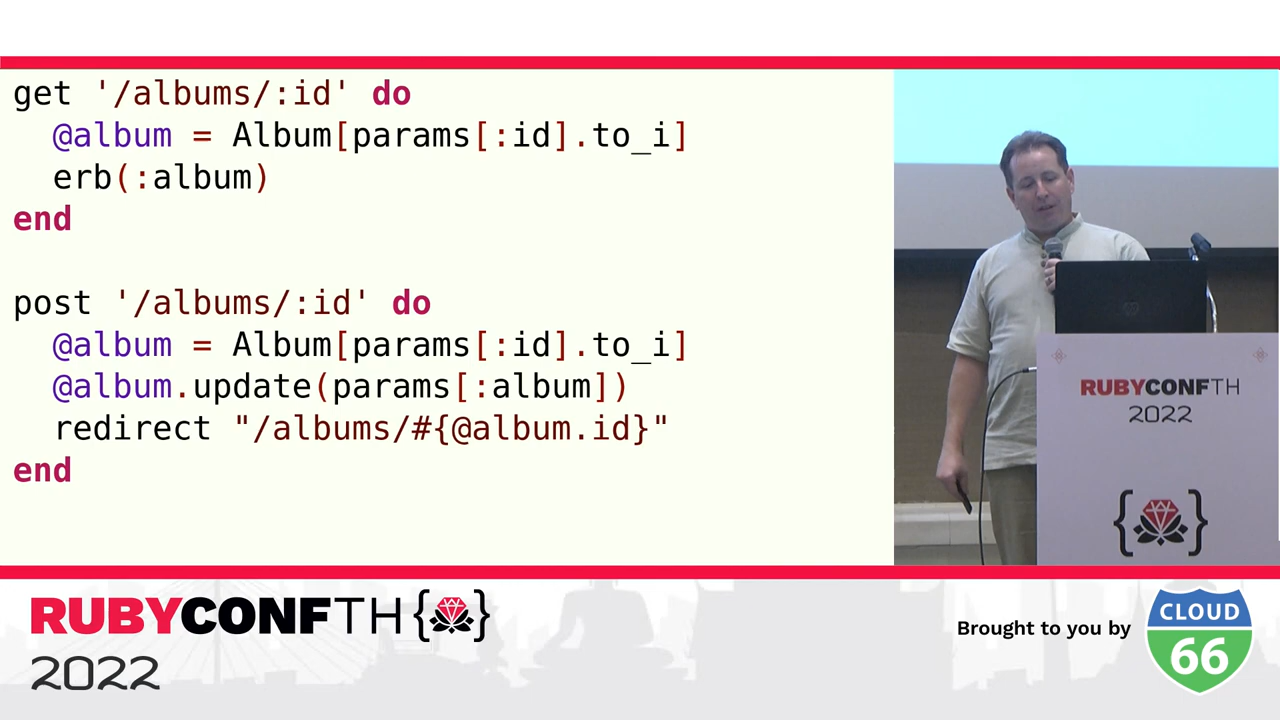 get '/albums/:id' do
  @album = Album[params[:id].to_i]
  erb(:album)
end
post '/albums/:id' do
  @album = Album[params[:id].to_i]
  @album.update(params[:album])
  redirect "/albums/#{@album.id}"
end
RUBYCONFTH
2022
RUBYCONFTH
2022
Brought to you by
CLOUD
66